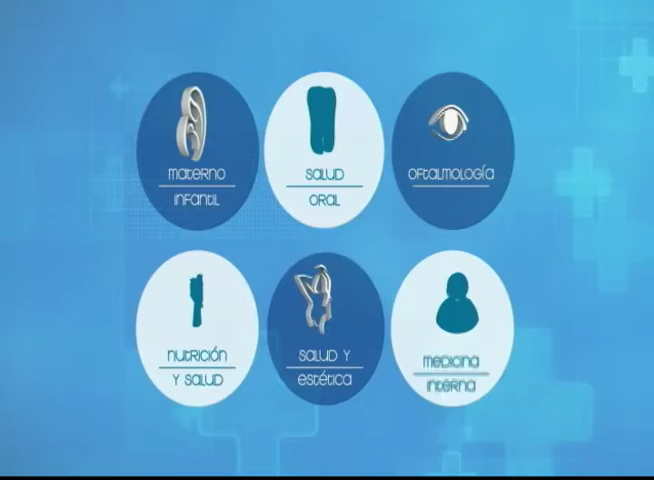 materno
infantil
salud
oral
oftalmología
nutrición
y salud
salud y
estética
medicina
interna